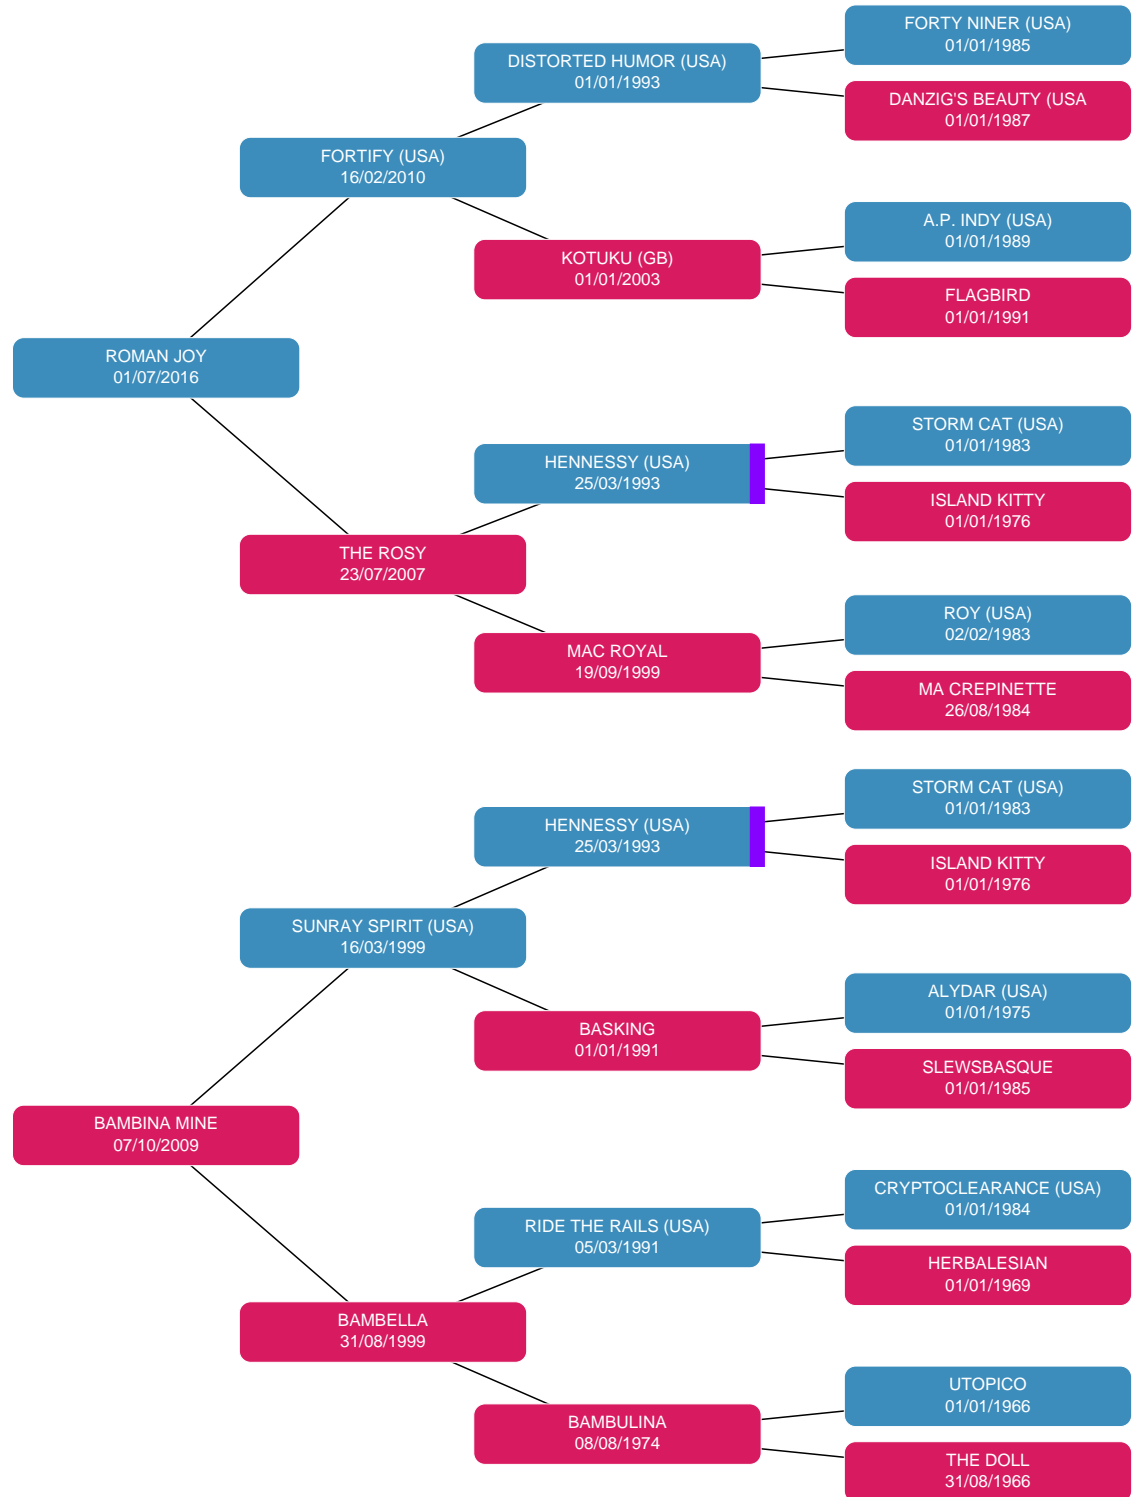 FORTY NINER (USA)
01/01/1985
DISTORTED HUMOR (USA)
01/01/1993
DANZIG'S BEAUTY (USA
01/01/1987
FORTIFY (USA)
16/02/2010
A.P. INDY (USA)
01/01/1989
KOTUKU (GB)
01/01/2003
FLAGBIRD
01/01/1991
ROMAN JOY
01/07/2016
STORM CAT (USA)
01/01/1983
HENNESSY (USA)
25/03/1993
ISLAND KITTY
01/01/1976
THE ROSY
23/07/2007
ROY (USA)
02/02/1983
MAC ROYAL
19/09/1999
MA CREPINETTE
26/08/1984
STORM CAT (USA)
01/01/1983
HENNESSY (USA)
25/03/1993
ISLAND KITTY
01/01/1976
SUNRAY SPIRIT (USA)
16/03/1999
ALYDAR (USA)
01/01/1975
BASKING
01/01/1991
SLEWSBASQUE
01/01/1985
BAMBINA MINE
07/10/2009
CRYPTOCLEARANCE (USA)
01/01/1984
RIDE THE RAILS (USA)
05/03/1991
HERBALESIAN
01/01/1969
BAMBELLA
31/08/1999
UTOPICO
01/01/1966
BAMBULINA
08/08/1974
THE DOLL
31/08/1966